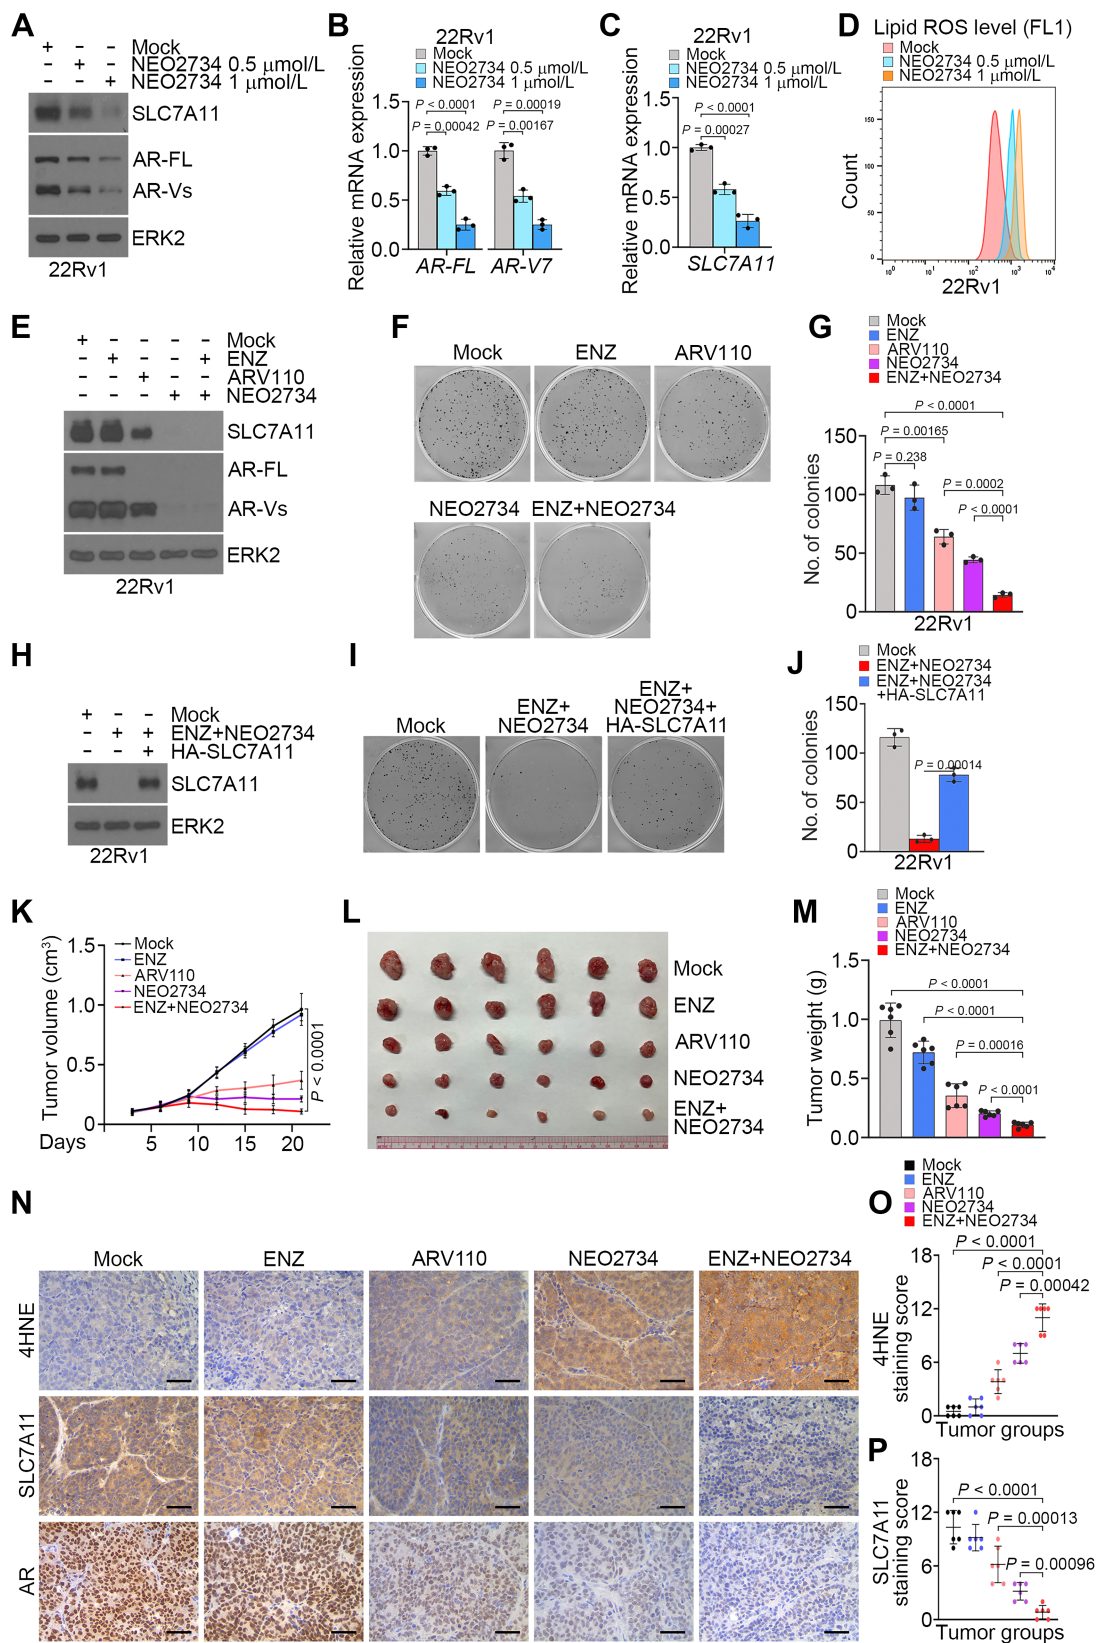 A
+ – – Mock
– + – NEO2734 0.5 μmol/L
– – + NEO2734 1 μmol/L
SLC7A11
AR-FL
AR-Vs
ERK2
22Rv1
B
22Rv1
Mock
NEO2734 0.5 μmol/L
NEO2734 1 μmol/L
Relative mRNA expression
1.5
1.0
0.5
0.0
P < 0.0001
P = 0.00042
P = 0.00019
P = 0.00167
AR-FL AR-V7
C
22Rv1
Mock
NEO2734 0.5 μmol/L
NEO2734 1 μmol/L
Relative mRNA expression
1.5
1.0
0.5
0.0
P < 0.0001
P = 0.00027
SLC7A11
D
Lipid ROS level (FL1)
Mock
NEO2734 0.5 μmol/L
NEO2734 1 μmol/L
Count
150
100
50
0
10⁰ 10¹ 10² 10³ 10⁴
22Rv1
E
+ – – – – Mock
– + – – + ENZ
– – + – – ARV110
– – – + + NEO2734
SLC7A11
AR-FL
AR-Vs
ERK2
22Rv1
F
Mock ENZ ARV110
NEO2734 ENZ+NEO2734
G
Mock
ENZ
ARV110
NEO2734
ENZ+NEO2734
No. of colonies
150
100
50
0
P < 0.0001
P = 0.00165
P = 0.238
P = 0.0002
P < 0.0001
22Rv1
H
+ – – Mock
– + + ENZ+NEO2734
– – + HA-SLC7A11
SLC7A11
ERK2
22Rv1
I
Mock
ENZ+
NEO2734
ENZ+
NEO2734+
HA-SLC7A11
J
Mock
ENZ+NEO2734
ENZ+NEO2734
+HA-SLC7A11
No. of colonies
150
100
50
0
P = 0.00014
22Rv1
K
Tumor volume (cm³)
1.5
1.0
0.5
0
Mock
ENZ
ARV110
NEO2734
ENZ+NEO2734
P < 0.0001
Days 5 10 15 20
L
Mock
ENZ
ARV110
NEO2734
ENZ+
NEO2734
M
Mock
ENZ
ARV110
NEO2734
ENZ+NEO2734
Tumor weight (g)
1.5
1.0
0.5
0.0
P < 0.0001
P < 0.0001
P = 0.00016
P < 0.0001
N
Mock ENZ ARV110 NEO2734 ENZ+NEO2734
4HNE
SLC7A11
AR
O
Mock
ENZ
ARV110
NEO2734
ENZ+NEO2734
4HNE
staining score
18
12
6
0
P < 0.0001
P < 0.0001
P = 0.00042
Tumor groups
P
SLC7A11
staining score
18
12
6
0
P < 0.0001
P = 0.00013
P = 0.00096
Tumor groups